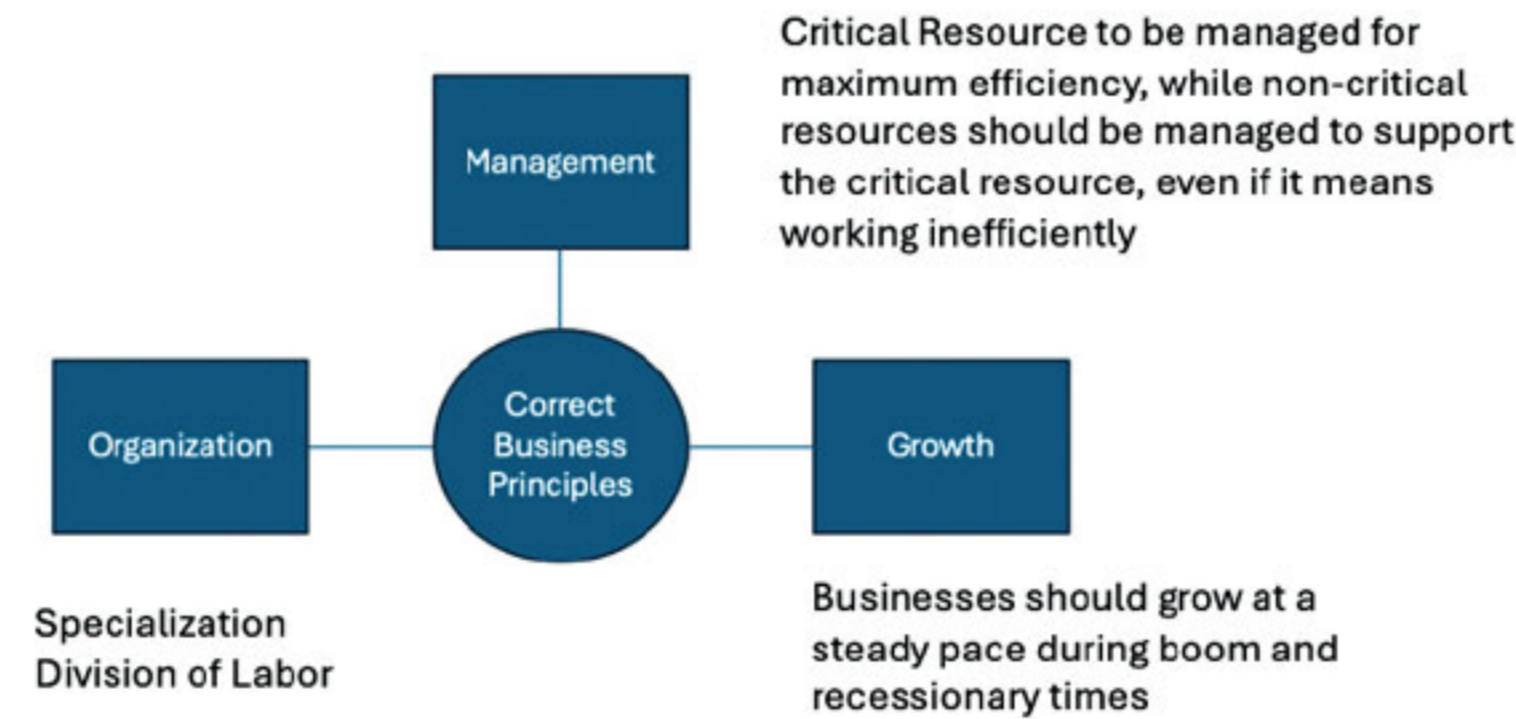 Critical Resource to be managed for
maximum efficiency, while non-critical
resources should be managed to support
the critical resource, even if it means
working inefficiently
Management
Organization
Correct
Business
Principles
Growth
Specialization
Division of Labor
Businesses should grow at a
steady pace during boom and
recessionary times